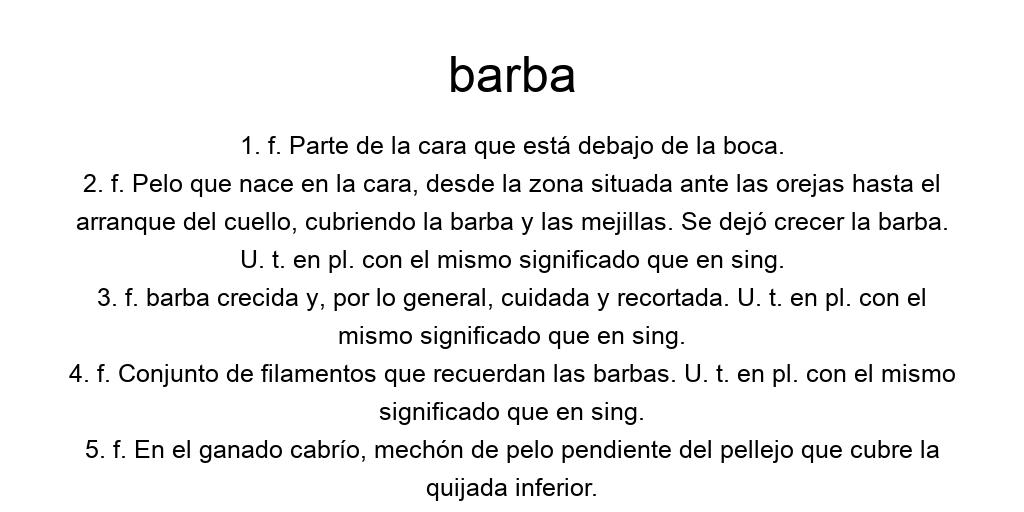 barba
1. f. Parte de la cara que está debajo de la boca.
2. f. Pelo que nace en la cara, desde la zona situada ante las orejas hasta el
arranque del cuello, cubriendo la barba y las mejillas. Se dejó crecer la barba.
U. t. en pl. con el mismo significado que en sing.
3. f. barba crecida y, por lo general, cuidada y recortada. U. t. en pl. con el
mismo significado que en sing.
4. f. Conjunto de filamentos que recuerdan las barbas. U. t. en pl. con el mismo
significado que en sing.
5. f. En el ganado cabrío, mechón de pelo pendiente del pellejo que cubre la
quijada inferior.